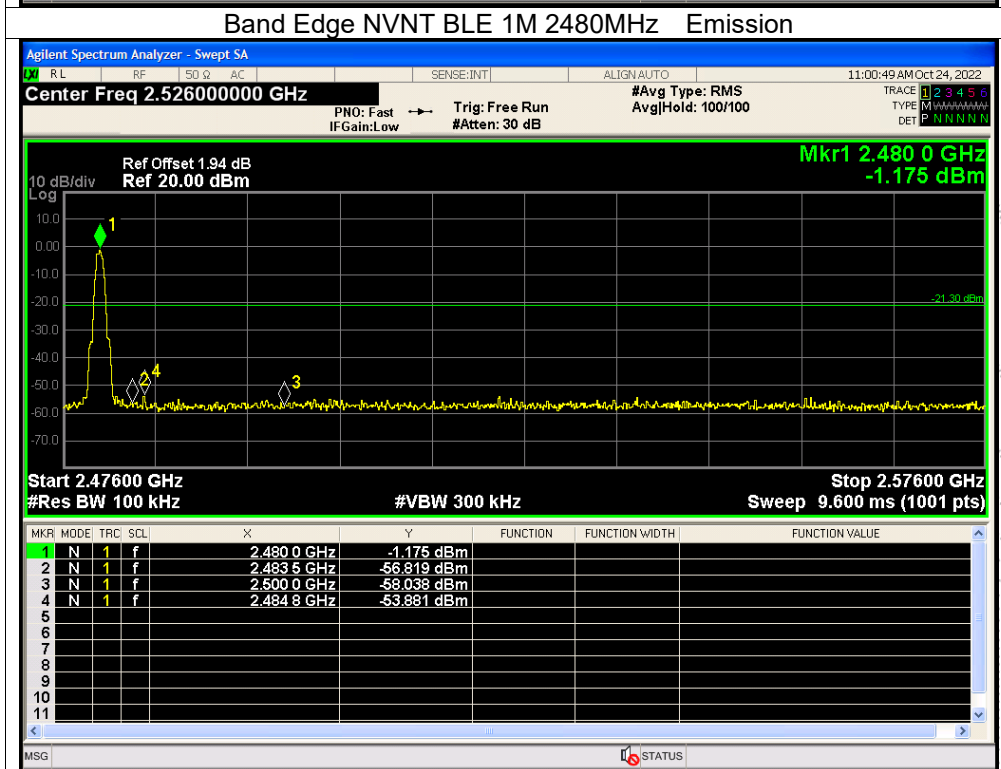 Band Edge NVNT BLE 1M 2480MHz Emission
Agilent Spectrum Analyzer - Swept SA
LXI RL RF 50 Ω AC SENSE:INT ALIGN AUTO 11:00:49 AM Oct 24, 2022
Center Freq 2.526000000 GHz #Avg Type: RMS TRACE 1 2 3 4 5 6
PNO: Fast Trig: Free Run Avg|Hold: 100/100 TYPE M WWWWW
IFGain:Low #Atten: 30 dB DET P N N N N N
Mkr1 2.480 0 GHz
-1.175 dBm
Ref Offset 1.94 dB
10 dB/div Ref 20.00 dBm
Log
10.0
0.00
-10.0
-20.0
-30.0
-40.0
-50.0
-60.0
-70.0
1
-21.30 dBm
2 4
3
Start 2.47600 GHz Stop 2.57600 GHz
#Res BW 100 kHz #VBW 300 kHz Sweep 9.600 ms (1001 pts)
MKR MODE TRC SCL X Y FUNCTION FUNCTION WIDTH FUNCTION VALUE
1 N 1 f 2.480 0 GHz -1.175 dBm
2 N 1 f 2.483 5 GHz -56.819 dBm
3 N 1 f 2.500 0 GHz -58.038 dBm
4 N 1 f 2.484 8 GHz -53.881 dBm
5
6
7
8
9
10
11
MSG STATUS